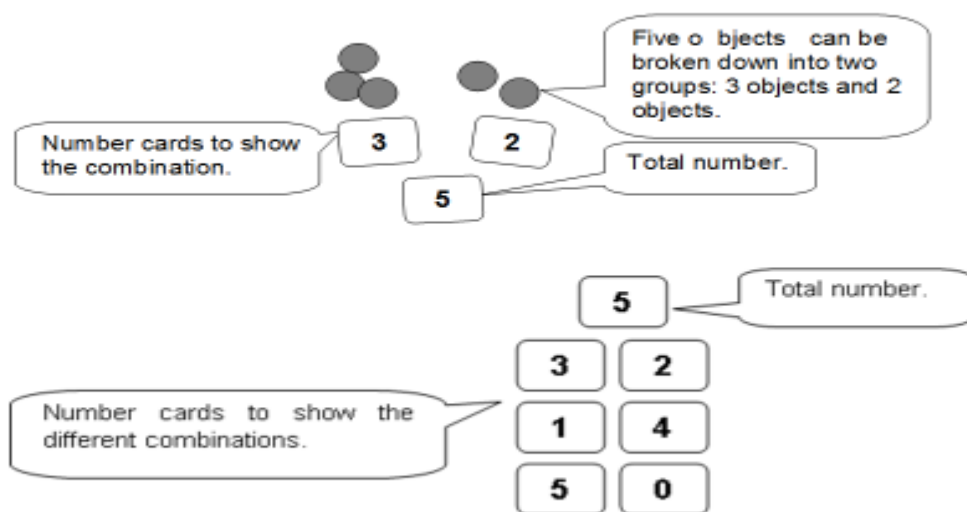 Five o bjects can be
broken down into two
groups: 3 objects and 2
objects.
Number cards to show
the combination.
3 2
Total number.
5
5
Total number.
3 2
Number cards to show the
different combinations.
1 4
5 0